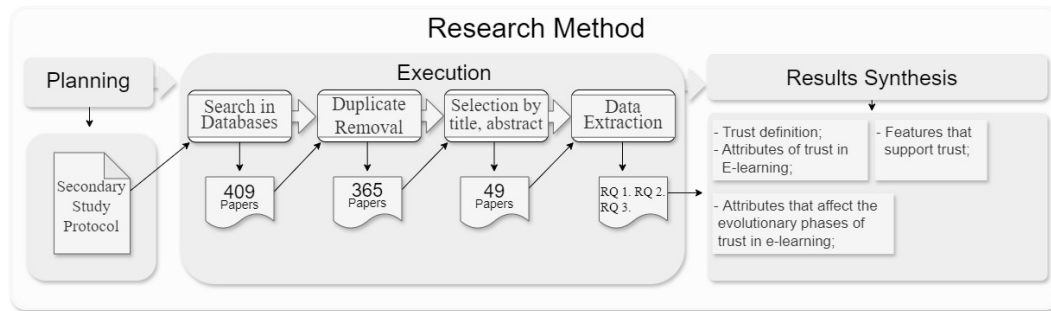 Research Method
Planning
Execution
Results Synthesis
Secondary
Study
Protocol
Search in
Databases
Duplicate
Removal
Selection by
title, abstract
Data
Extraction
409
Papers
365
Papers
49
Papers
RQ 1. RQ 2.
RQ 3.
- Trust definition;
- Attributes of trust in
E-learning;
- Features that
support trust;
- Attributes that affect the
evolutionary phases of
trust in e-learning;